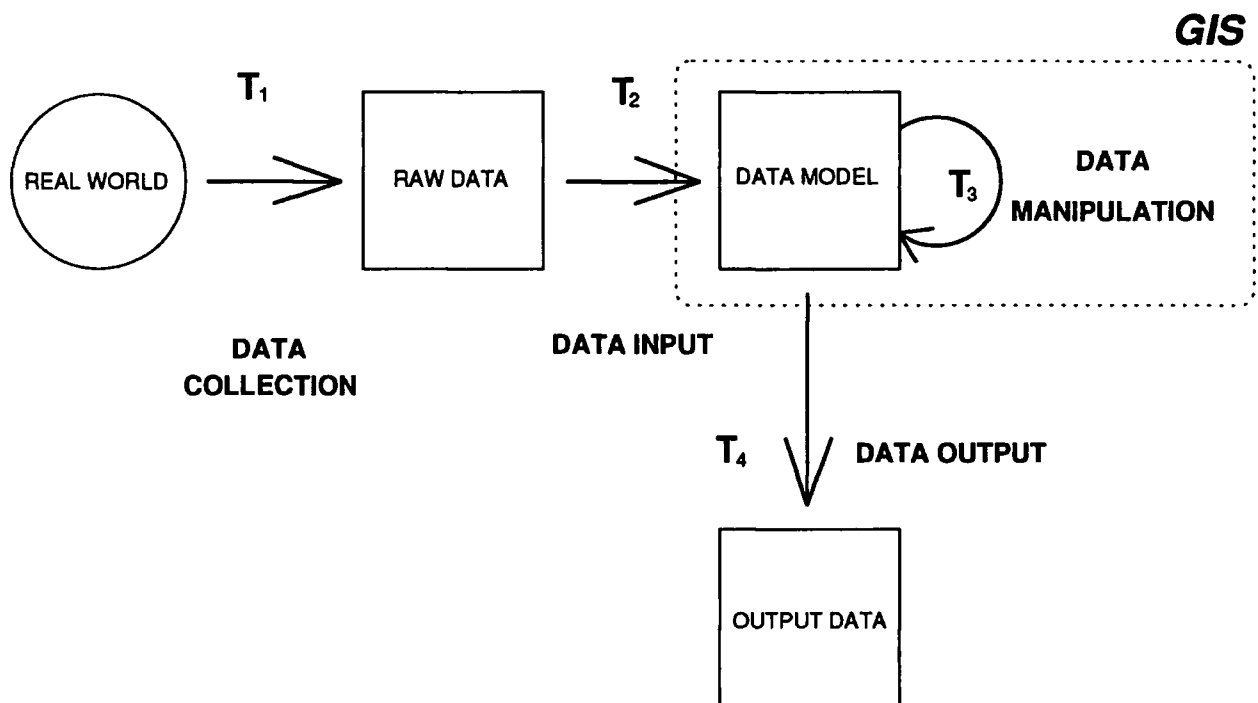 GIS
T1
T2
REAL WORLD
RAW DATA
DATA MODEL
T3
DATA
MANIPULATION
DATA
COLLECTION
DATA INPUT
T4
DATA OUTPUT
OUTPUT DATA